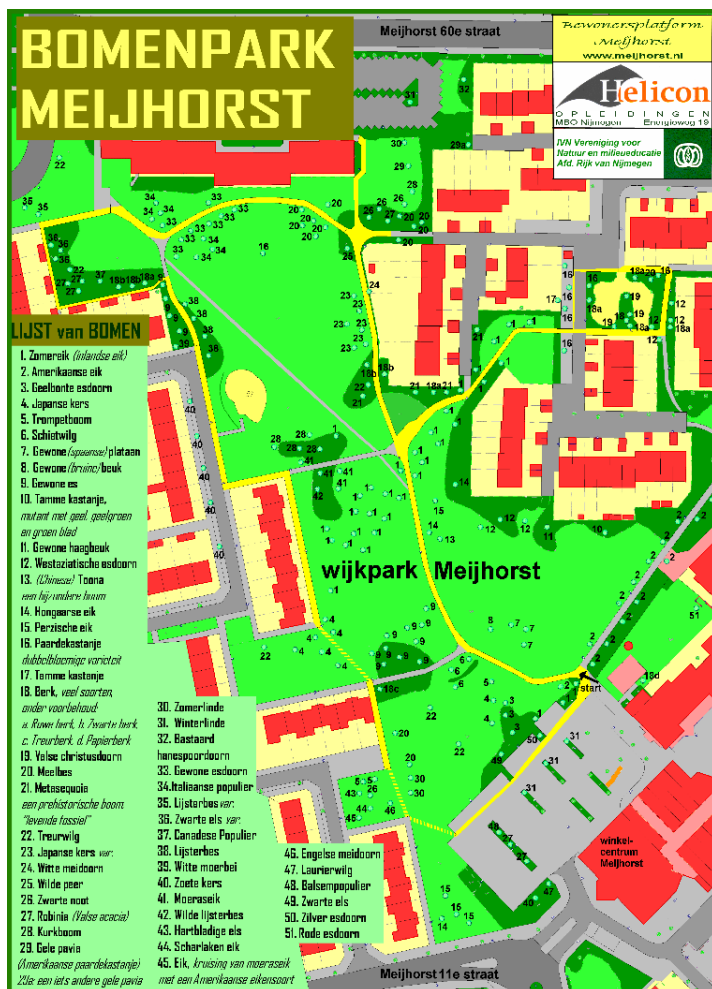 BOMENPARK
MEIJHORST
Meijhorst 60e straat
Bewonersplatform
Meijhorst
www.meijhorst.nl
Helicon
OPLEIDINGEN
MBO Nijmegen Energieweg 19
IVN Vereniging voor
Natuur en milieueducatie
Afd. Rijk van Nijmegen
LIJST van BOMEN
1. Zomereik (inlandse eik)
2. Amerikaanse eik
3. Geelbonte esdoorn
4. Japanse kers
5. Trompetboom
6. Schietwilg
7. Gewone (spaanse) plataan
8. Gewone (bruine) beuk
9. Gewone es
10. Tamme kastanje,
mutant met geel, geelgroen
en groen blad
11. Gewone haagbeuk
12. Westaziatische esdoorn
13. (Chinese) Toona
een bijzondere boom
14. Hongaarse eik
15. Perzische eik
16. Paardekastanje
dubbelbloemige varieteit
17. Tamme kastanje
18. Berk, veel soorten,
onder voorbehoud:
a. Ruwe berk, b. Zwarte berk,
c. Treurberk, d. Papierberk
19. Valse christusdoorn
20. Meelbes
21. Metasequoia
een prehistorische boom,
"levende fossiel"
22. Treurwilg
23. Japanse kers var.
24. Witte meidoorn
25. Wilde peer
26. Zwarte noot
27. Robinia (Valse acacia)
28. Kurkboom
29. Gele pavia
(Amerikaanse paardekastanje)
29a: een iets andere gele pavia
30. Zomerlinde
31. Winterlinde
32. Bastaard
hanespoordoorn
33. Gewone esdoorn
34. Italiaanse populier
35. Lijsterbes var.
36. Zwarte els var.
37. Canadese Populier
38. Lijsterbes
39. Witte moerbei
40. Zoete kers
41. Moeraseik
42. Wilde lijsterbes
43. Hartbladige els
44. Scharlaken eik
45. Eik, kruising van moeraseik
met een Amerikaanse eikensoort
46. Engelse meidoorn
47. Laurierwilg
48. Balsempopulier
49. Zwarte els
50. Zilver esdoorn
51. Rode esdoorn
wijkpark Meijhorst
start
winkel-
centrum
Meijhorst
Meijhorst 11e straat